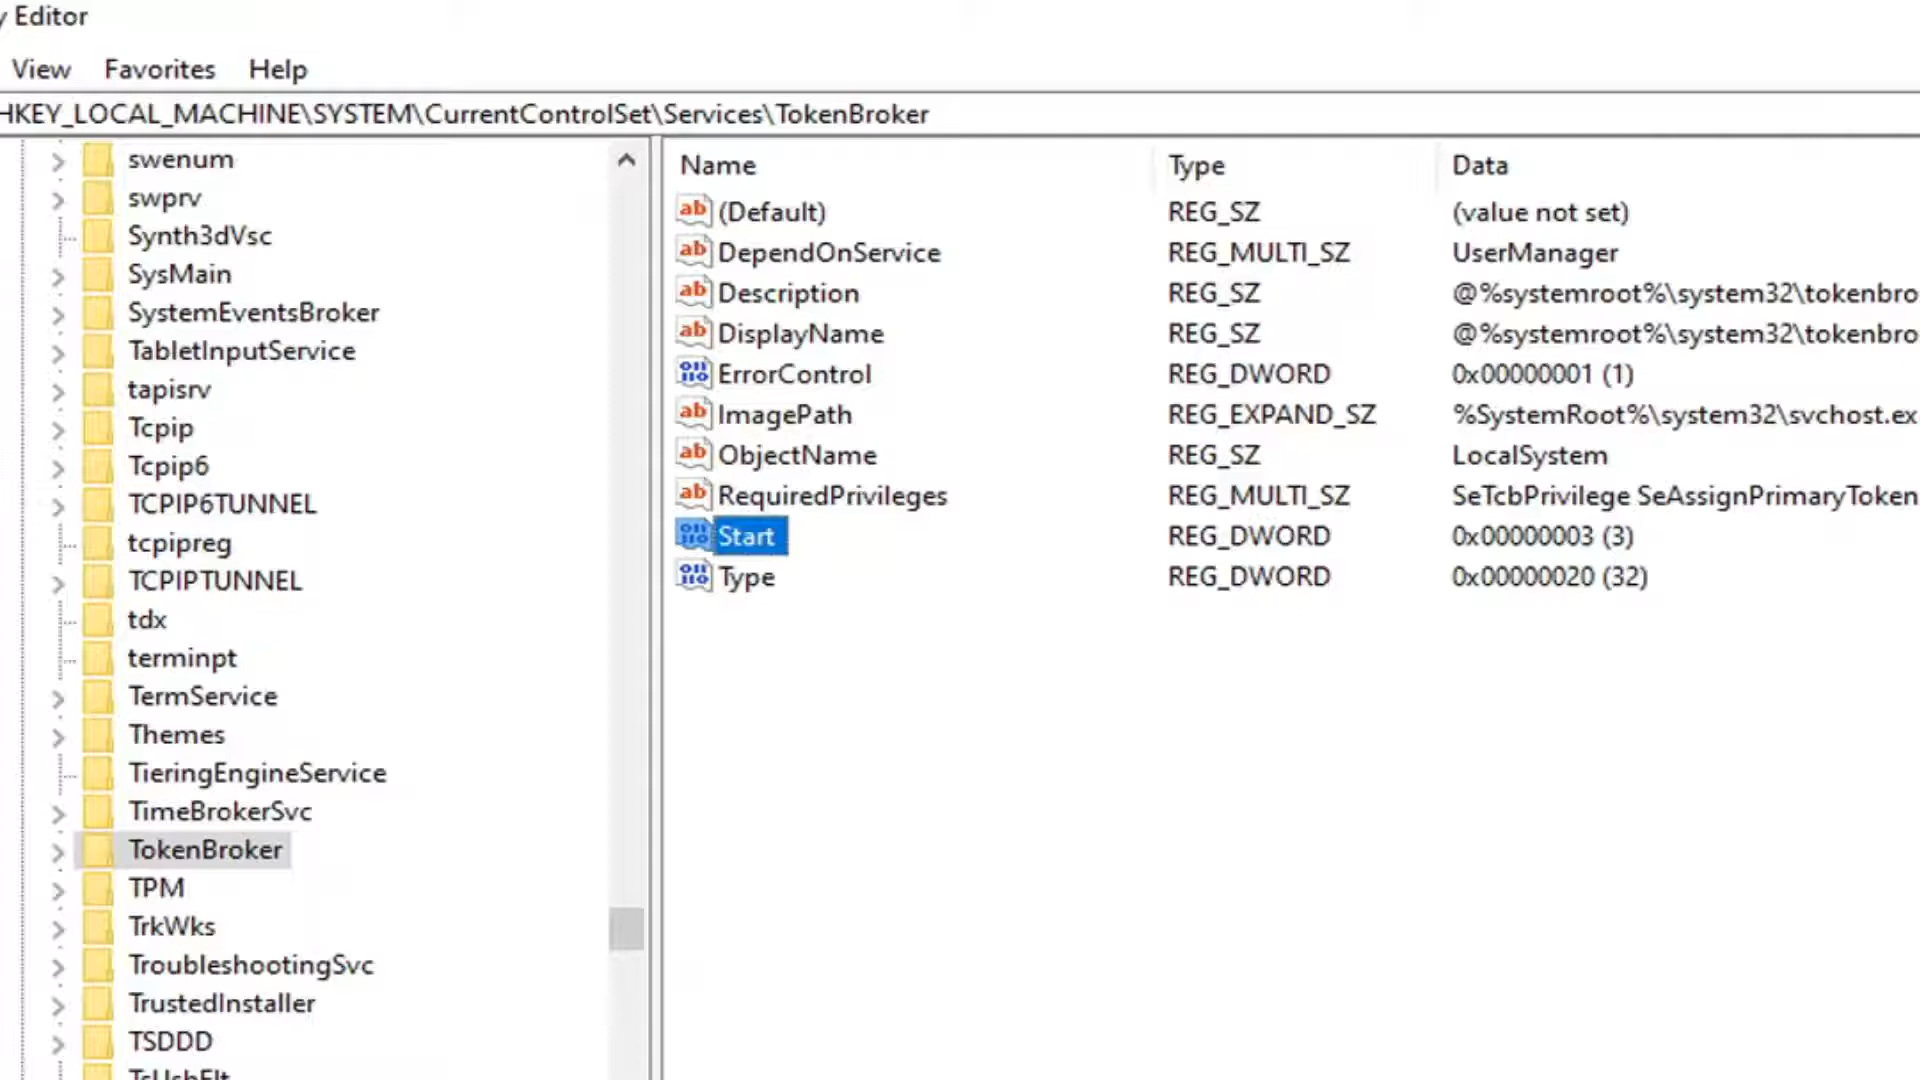 y Editor
View Favorites Help
HKEY_LOCAL_MACHINE\SYSTEM\CurrentControlSet\Services\TokenBroker
swenum
swprv
Synth3dVsc
SysMain
SystemEventsBroker
TabletInputService
tapisrv
Tcpip
Tcpip6
TCPIP6TUNNEL
tcpipreg
TCPIPTUNNEL
tdx
terminpt
TermService
Themes
TieringEngineService
TimeBrokerSvc
TokenBroker
TPM
TrkWks
TroubleshootingSvc
TrustedInstaller
TSDDD
Name Type Data
(Default) REG_SZ (value not set)
DependOnService REG_MULTI_SZ UserManager
Description REG_SZ @%systemroot%\system32\tokenbro
DisplayName REG_SZ @%systemroot%\system32\tokenbro
ErrorControl REG_DWORD 0x00000001 (1)
ImagePath REG_EXPAND_SZ %SystemRoot%\system32\svchost.ex
ObjectName REG_SZ LocalSystem
RequiredPrivileges REG_MULTI_SZ SeTcbPrivilege SeAssignPrimaryToken
Start REG_DWORD 0x00000003 (3)
Type REG_DWORD 0x00000020 (32)